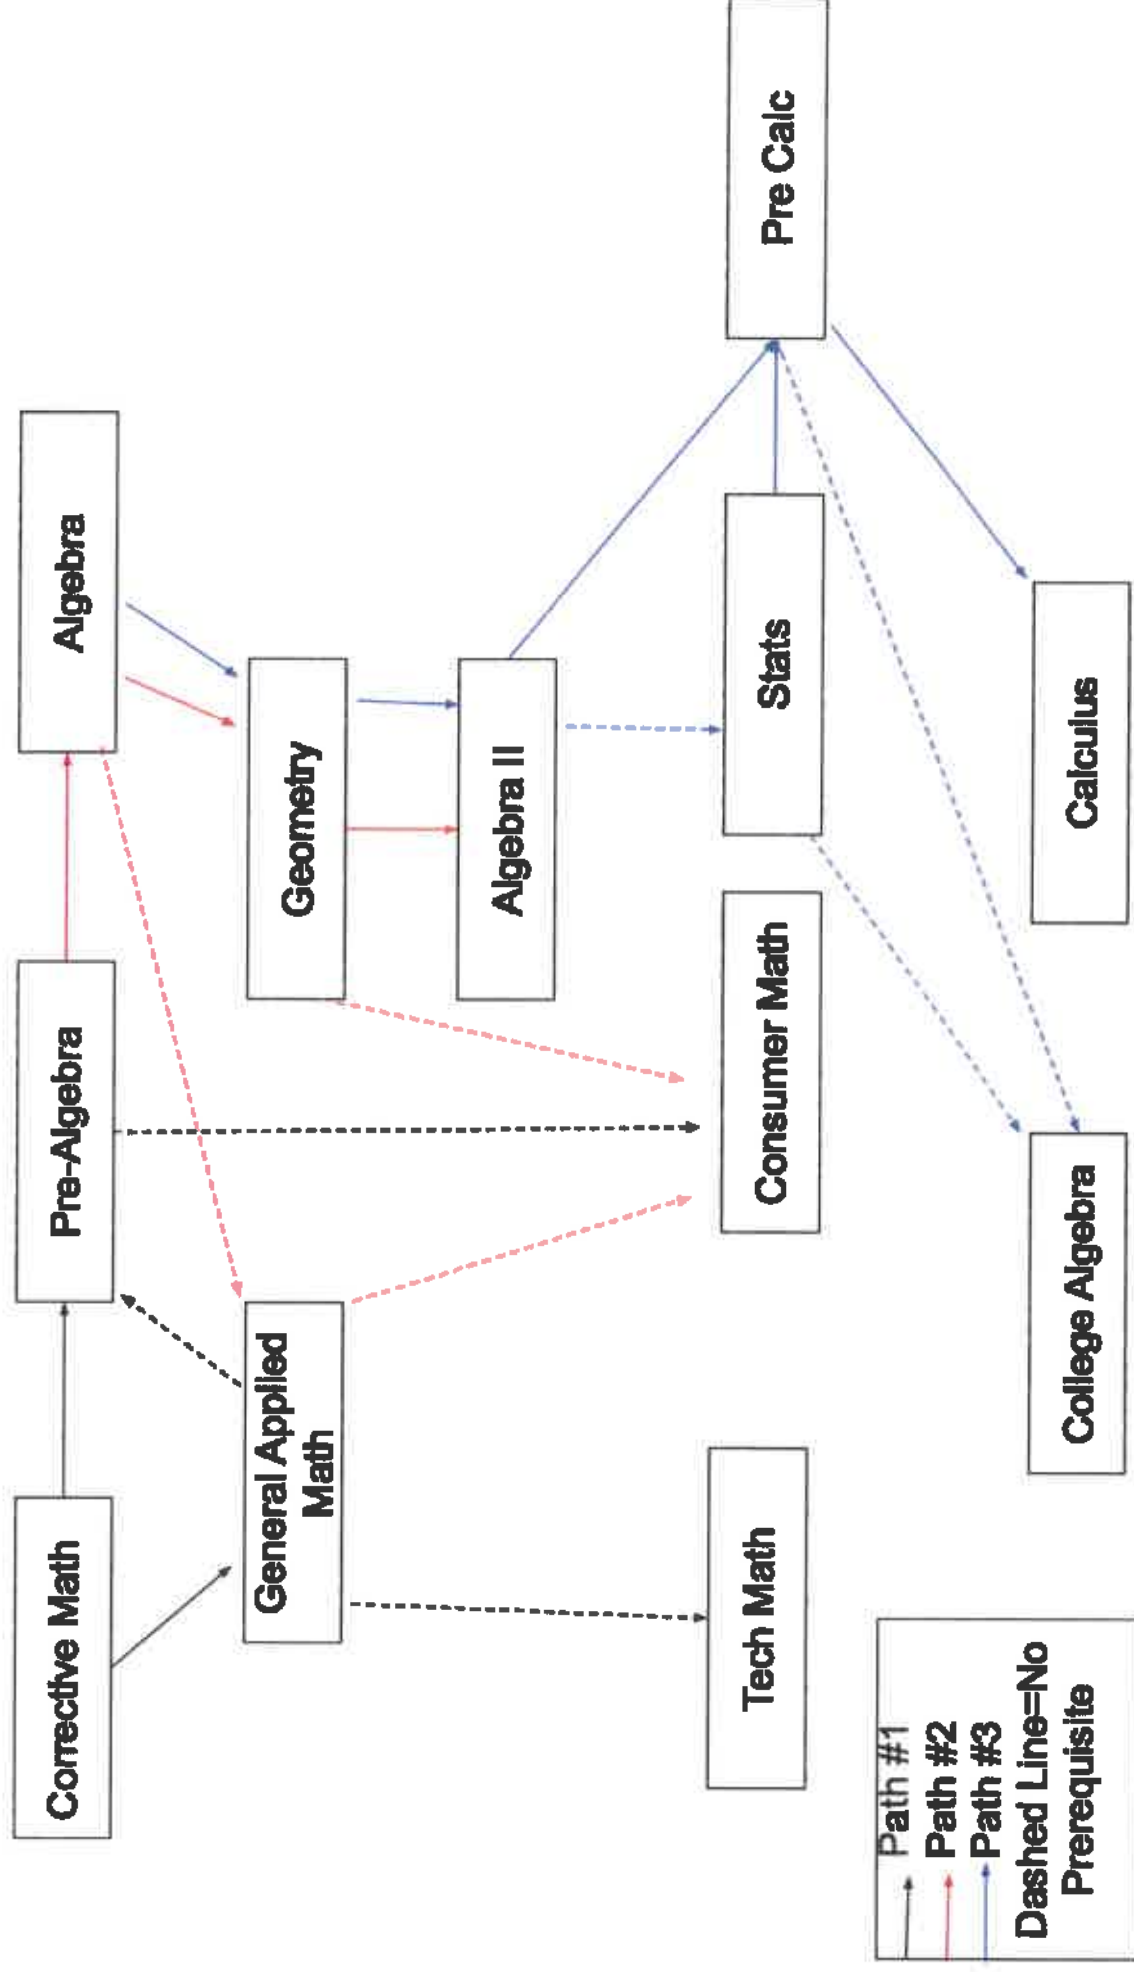 Corrective Math
Pre-Algebra
Algebra
General Applied
Math
Geometry
Algebra II
Tech Math
Consumer Math
Stats
Pre Calc
College Algebra
Calculus
Path #1
Path #2
Path #3
Dashed Line=No
Prerequisite